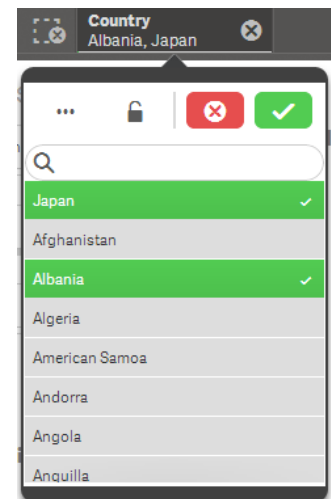 Country
Albania, Japan
Japan
Afghanistan
Albania
Algeria
American Samoa
Andorra
Angola
Anguilla